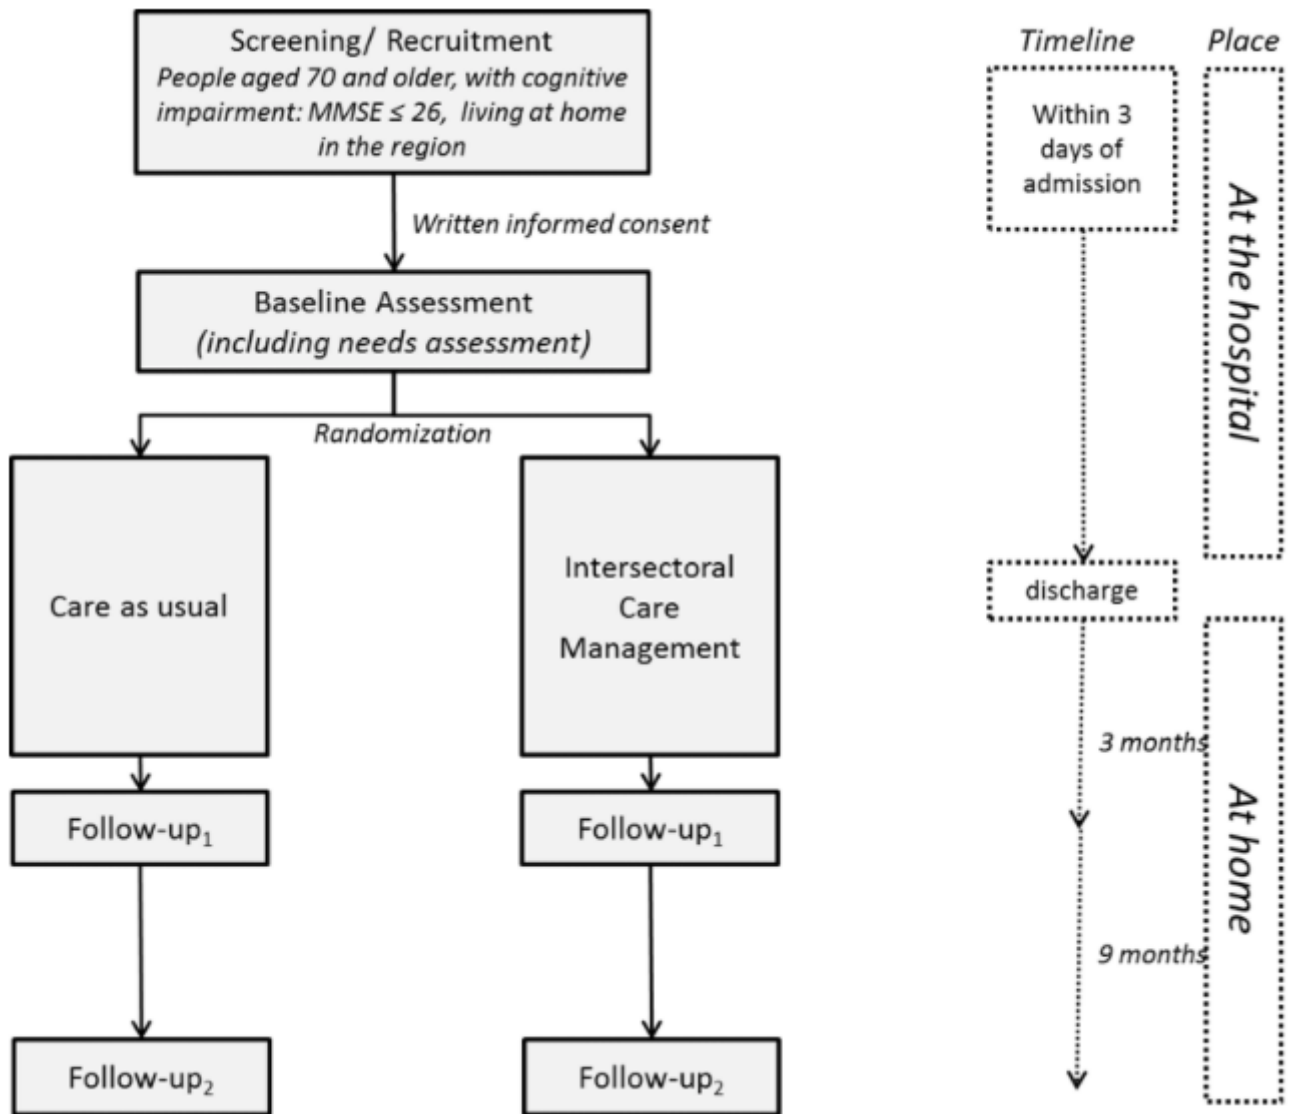 Screening/ Recruitment
People aged 70 and older, with cognitive
impairment: MMSE ≤ 26,  living at home
in the region
Written informed consent
Baseline Assessment
(including needs assessment)
Randomization
Care as usual
Intersectoral
Care
Management
Follow-up₁
Follow-up₁
Follow-up₂
Follow-up₂
Timeline
Place
Within 3
days of
admission
At the hospital
discharge
3 months
At home
9 months